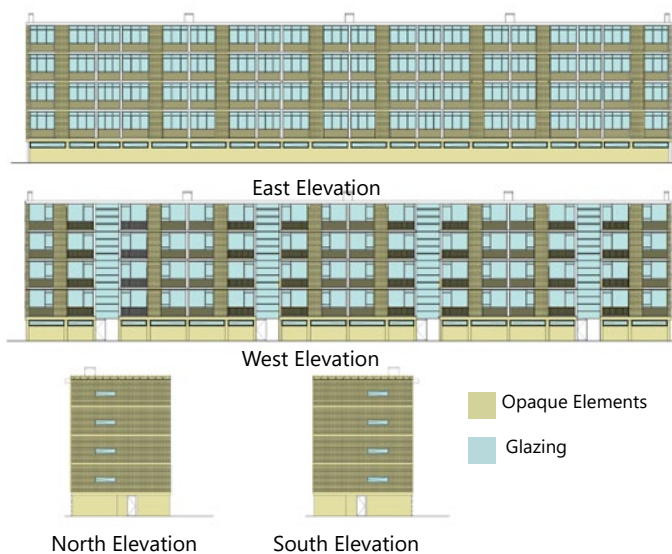 East Elevation
West Elevation
Opaque Elements
Glazing
North Elevation
South Elevation